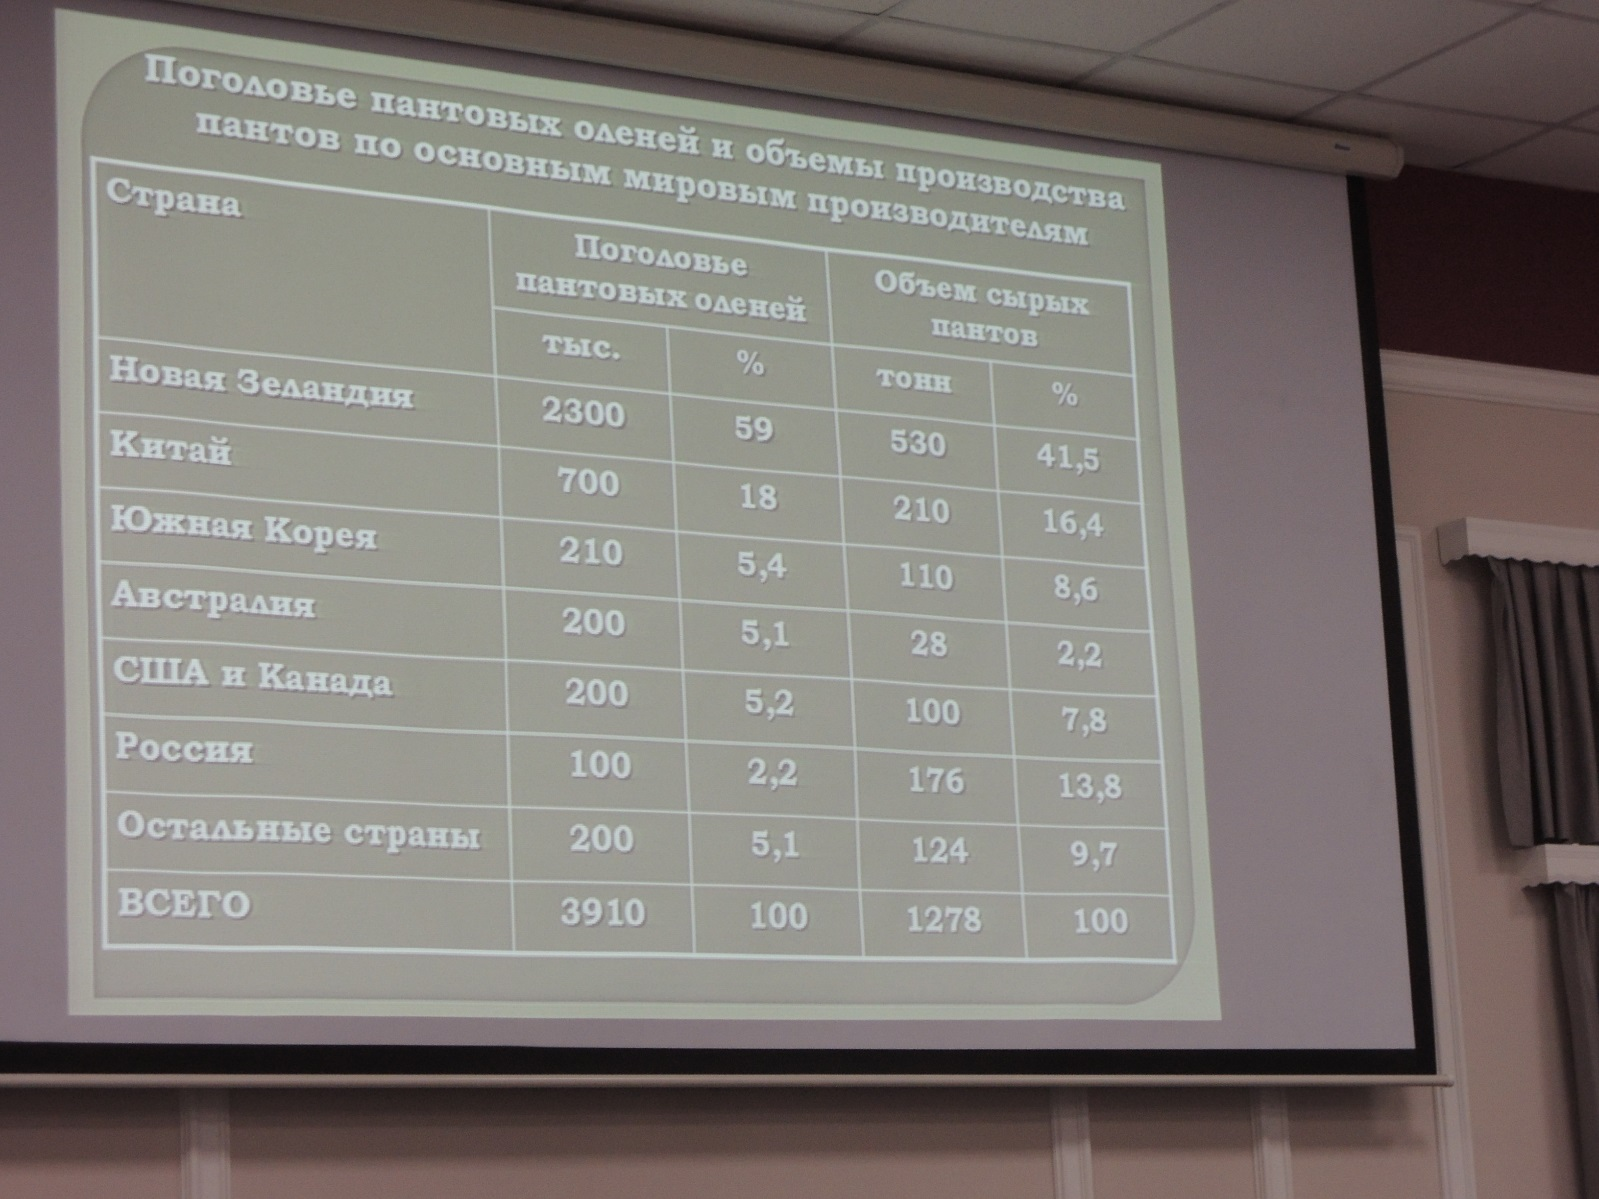 Поголовье пантовых оленей и объемы производства
пантов по основным мировым производителям
Страна
Поголовье
пантовых оленей
Объем сырых
пантов
тыс. % тонн %
Новая Зеландия 2300 59 530 41,5
Китай 700 18 210 16,4
Южная Корея 210 5,4 110 8,6
Австралия 200 5,1 28 2,2
США и Канада 200 5,2 100 7,8
Россия 100 2,2 176 13,8
Остальные страны 200 5,1 124 9,7
ВСЕГО 3910 100 1278 100